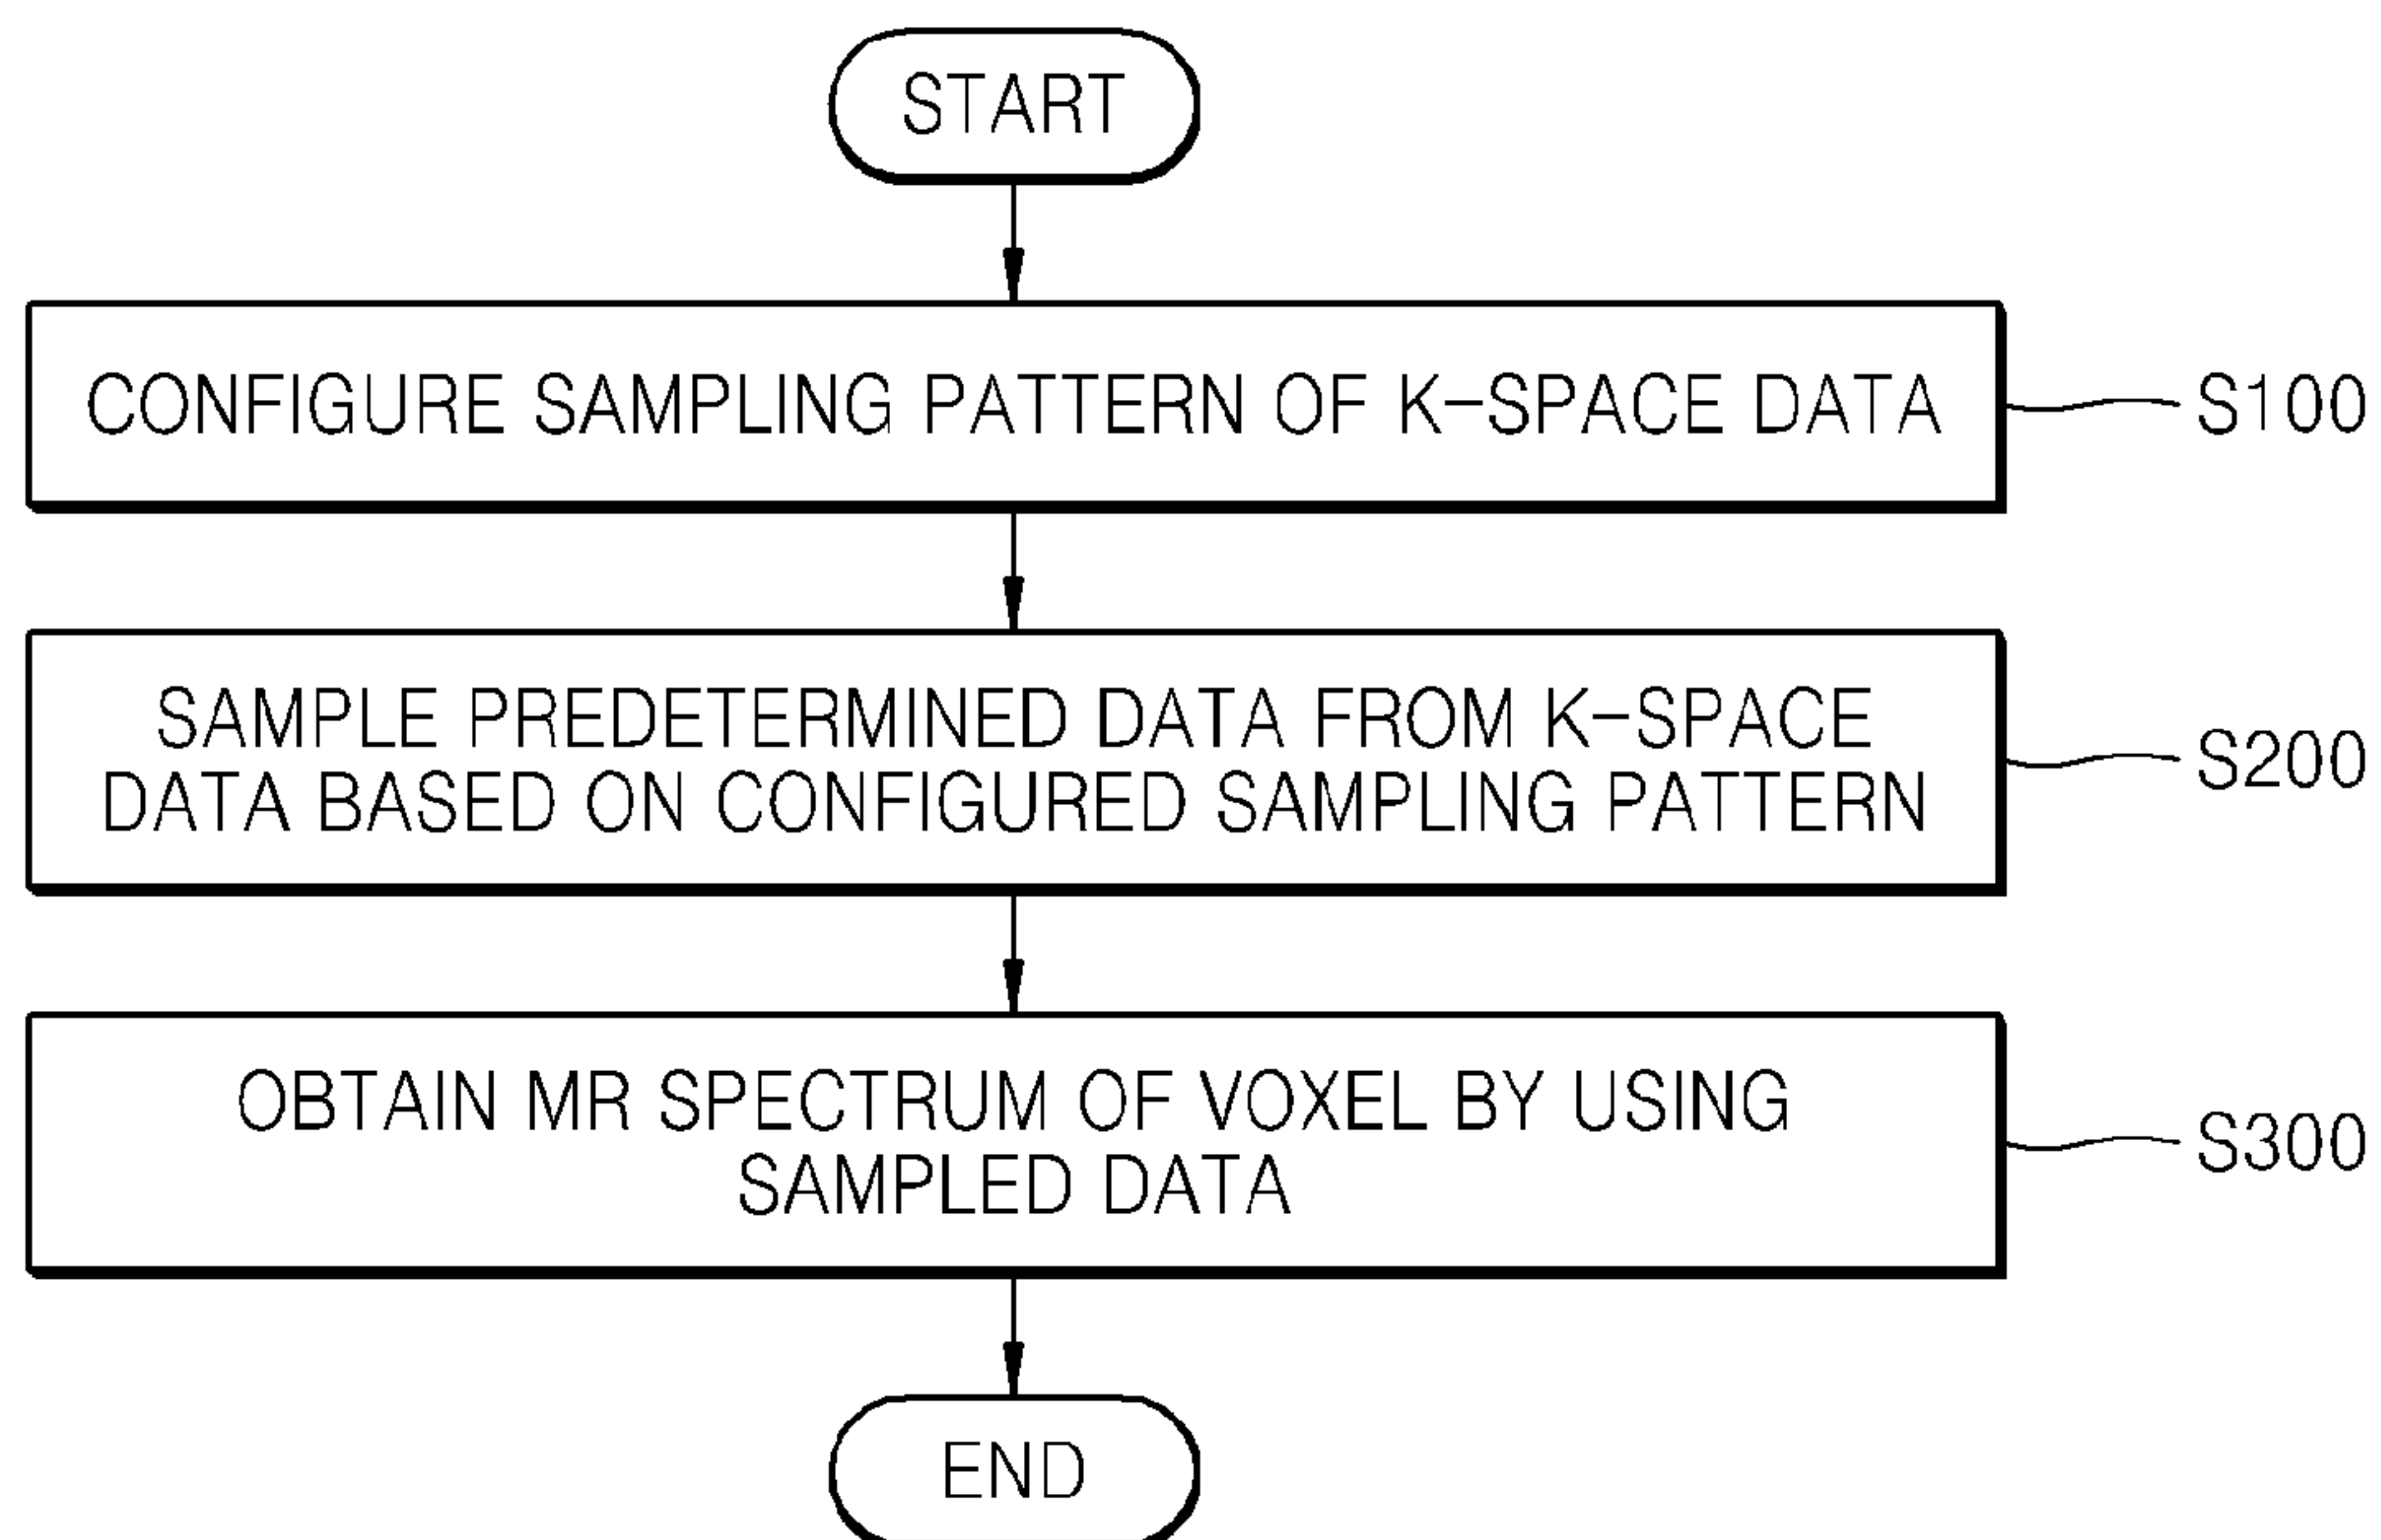 START
CONFIGURE SAMPLING PATTERN OF K-SPACE DATA
S100
SAMPLE PREDETERMINED DATA FROM K-SPACE
DATA BASED ON CONFIGURED SAMPLING PATTERN
S200
OBTAIN MR SPECTRUM OF VOXEL BY USING
SAMPLED DATA
S300
END